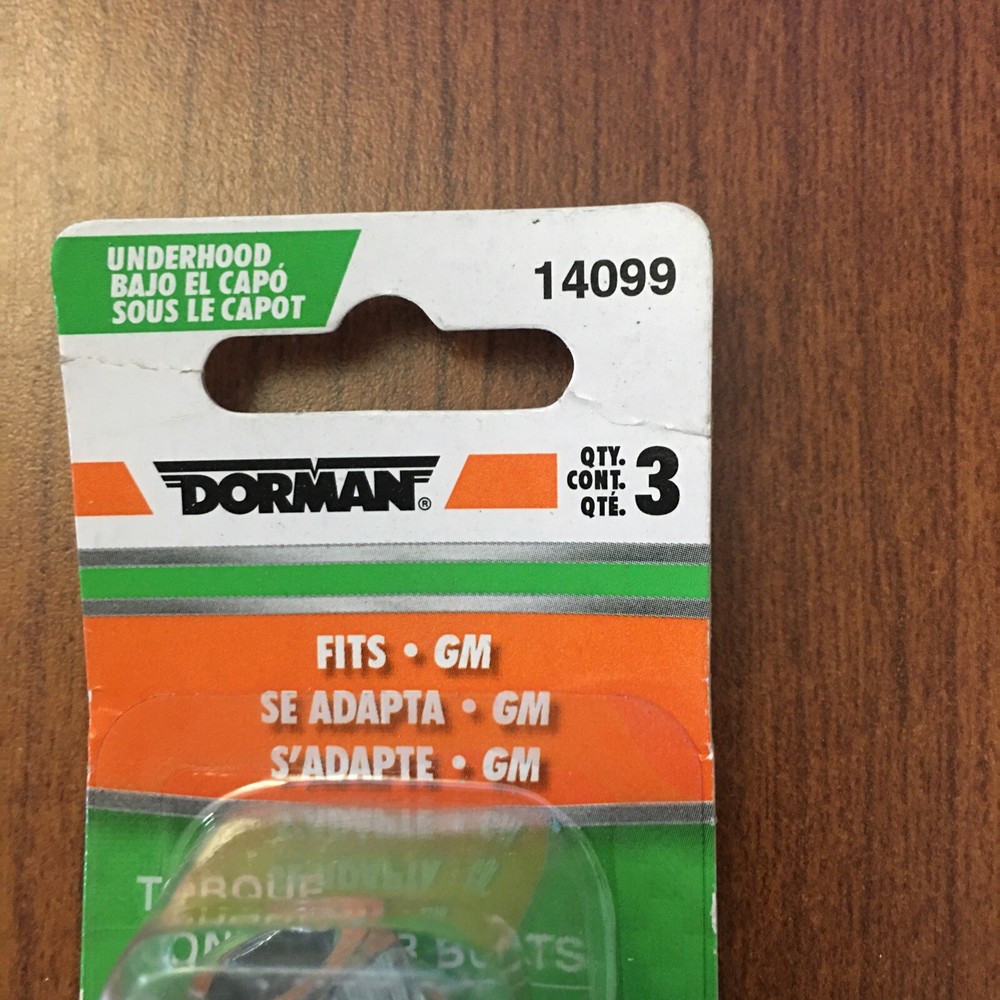 UNDERHOOD
BAJO EL CAPÓ
SOUS LE CAPOT
14099
DORMAN®
QTY.
CONT.
QTÉ.
3
FITS • GM
SE ADAPTA • GM
S'ADAPTE • GM
TORQUE